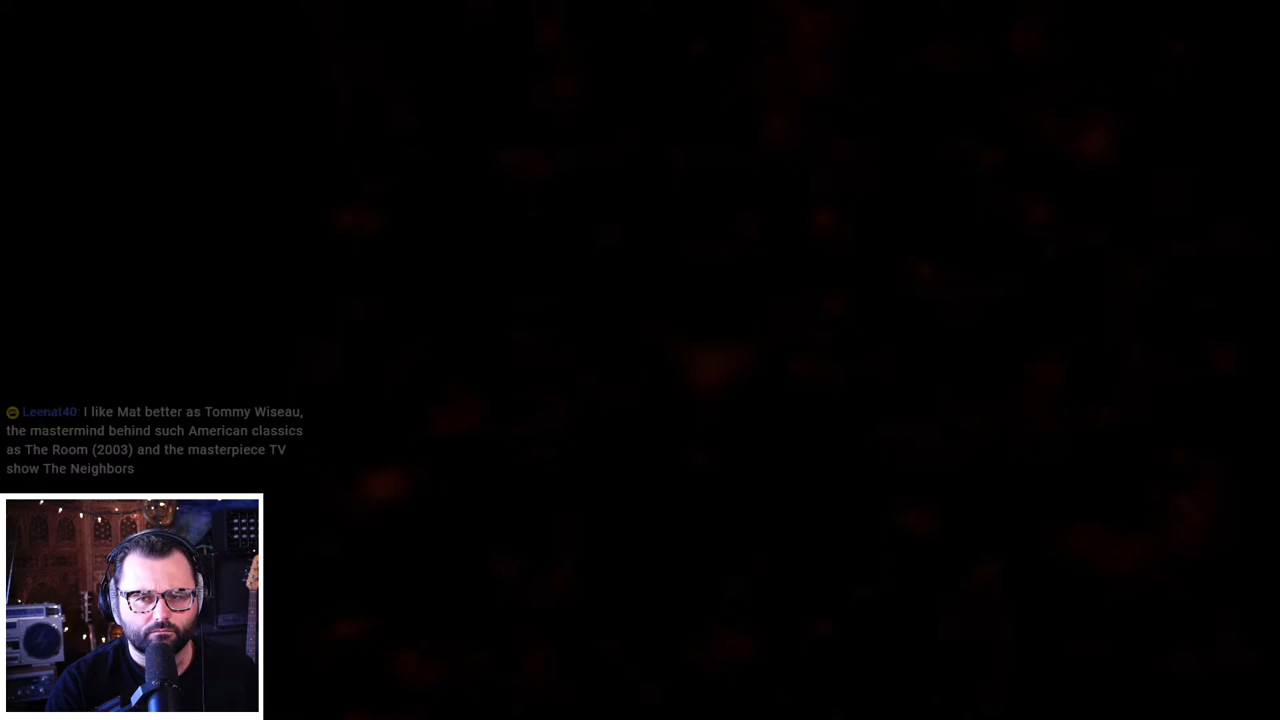 Leenat40: I like Mat better as Tommy Wiseau,
the mastermind behind such American classics
as The Room (2003) and the masterpiece TV
show The Neighbors